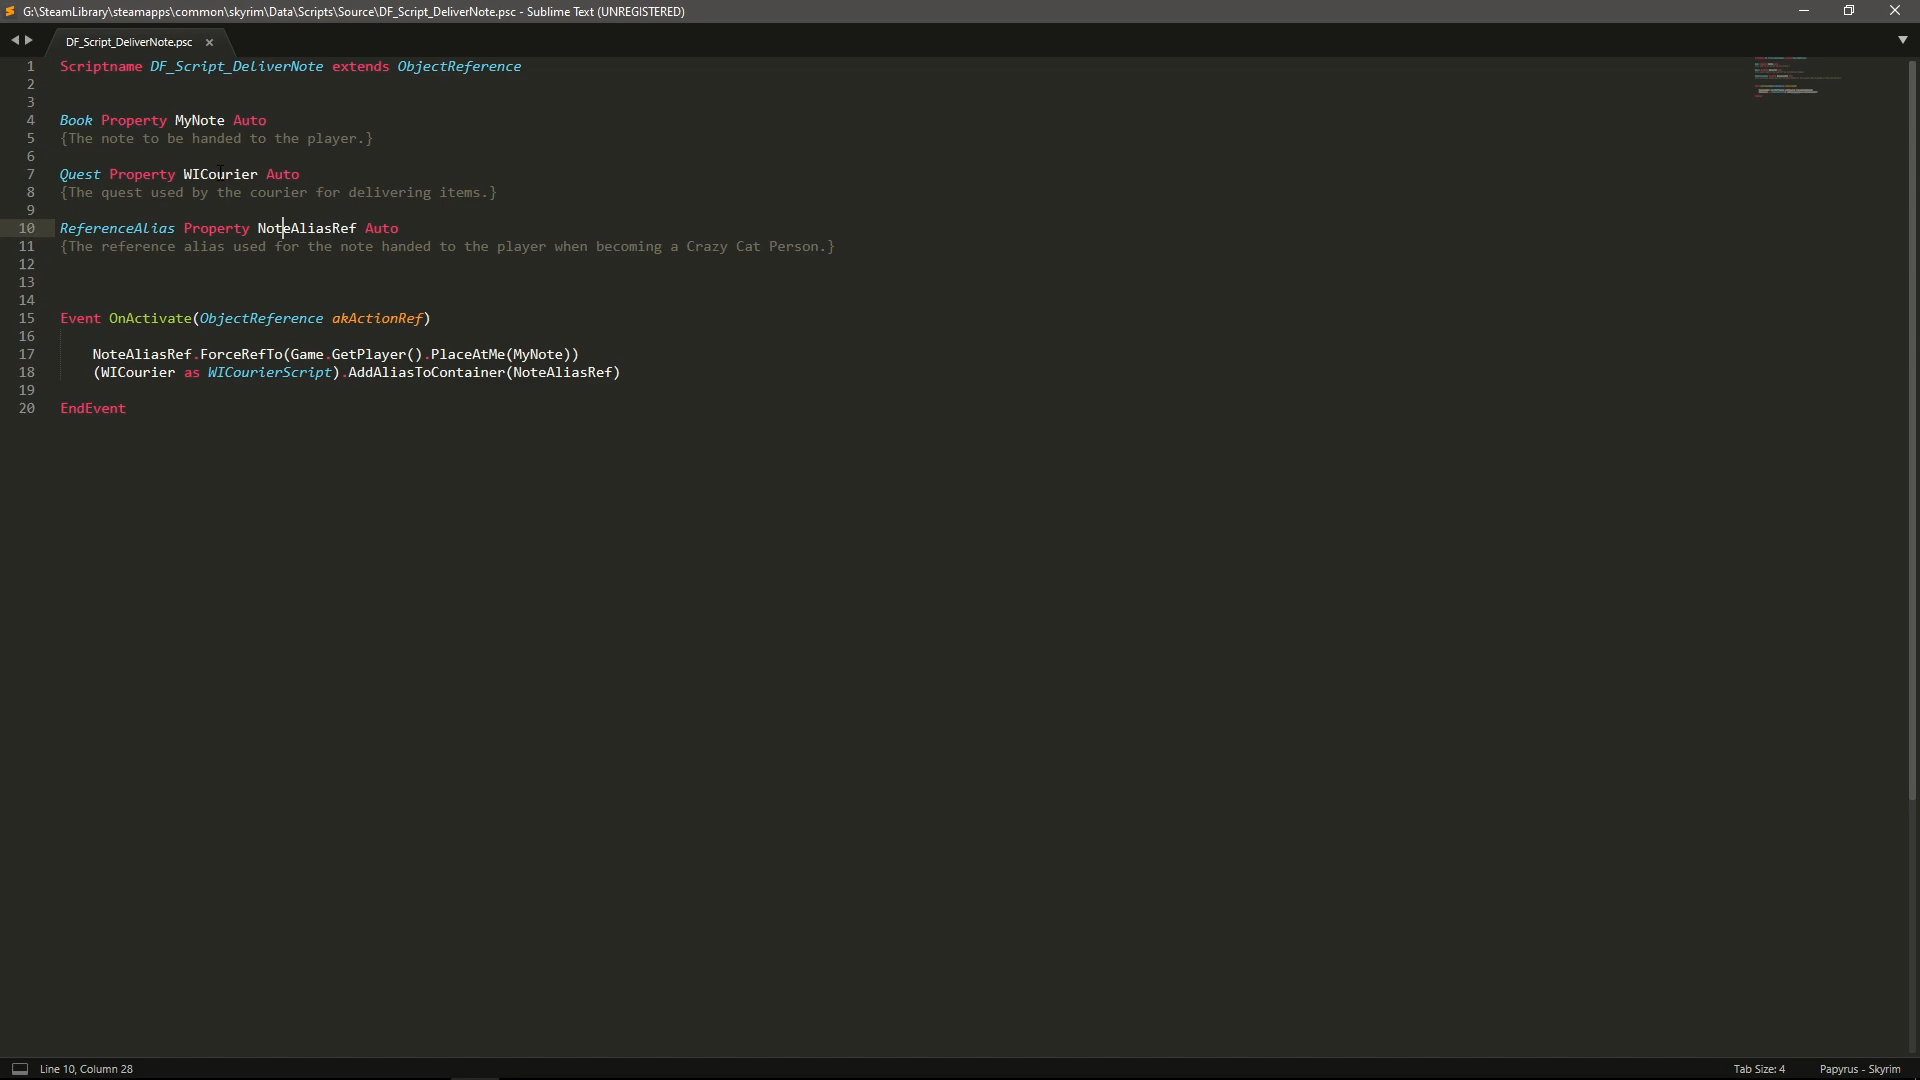 G:\SteamLibrary\steamapps\common\skyrim\Data\Scripts\Source\DF_Script_DeliverNote.psc - Sublime Text (UNREGISTERED)
DF_Script_DeliverNote.psc
1 Scriptname DF_Script_DeliverNote extends ObjectReference
2
3
4 Book Property MyNote Auto
5 {The note to be handed to the player.}
6
7 Quest Property WICourier Auto
8 {The quest used by the courier for delivering items.}
9
10 ReferenceAlias Property NoteAliasRef Auto
11 {The reference alias used for the note handed to the player when becoming a Crazy Cat Person.}
12
13
14
15 Event OnActivate(ObjectReference akActionRef)
16
17 NoteAliasRef.ForceRefTo(Game.GetPlayer().PlaceAtMe(MyNote))
18 (WICourier as WICourierScript).AddAliasToContainer(NoteAliasRef)
19
20 EndEvent
Line 10, Column 28
Tab Size: 4
Papyrus - Skyrim